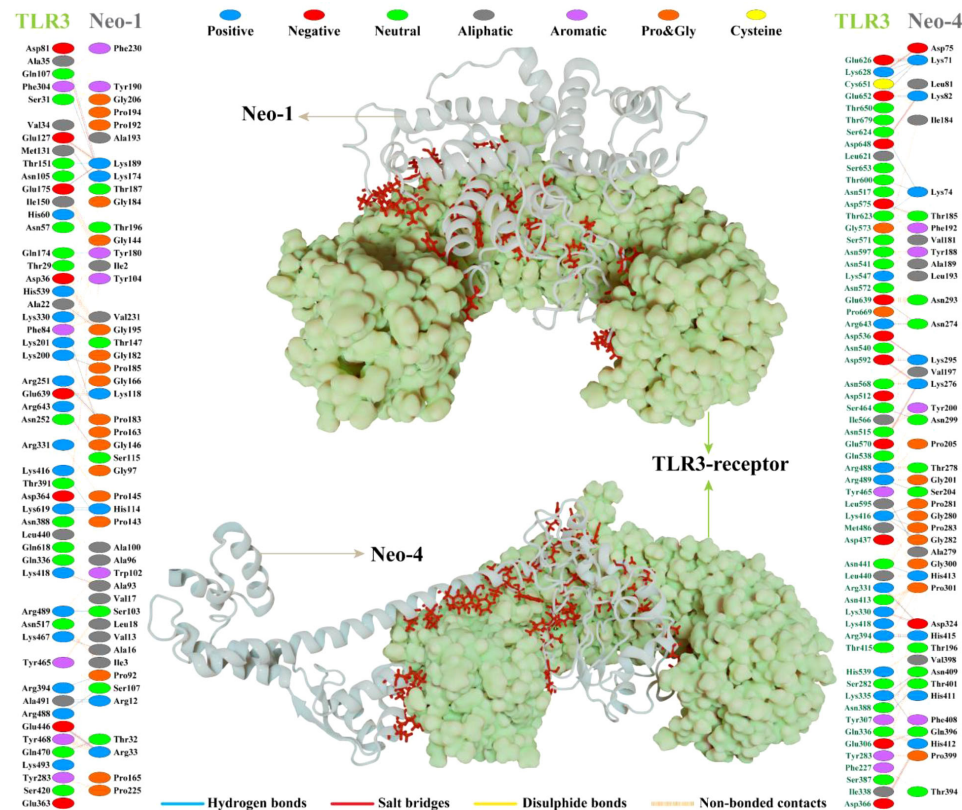 TLR3 Neo-1
Positive Negative Neutral Aliphatic Aromatic Pro&Gly Cysteine
TLR3 Neo-4
Asp81
Ala35
Gln107
Phe304
Ser31
Val34
Glu127
Met131
Thr151
Asn105
Glu175
Ile150
His60
Asn57
Gln174
Thr29
Asp36
His539
Ala22
Lys330
Phe84
Lys201
Lys200
Arg251
Glu639
Arg643
Asn252
Arg331
Lys416
Thr391
Asp364
Lys619
Asn388
Leu440
Gln618
Gln336
Lys418
Arg489
Asn517
Lys467
Tyr465
Arg394
Ala491
Arg488
Glu446
Tyr468
Gln470
Lys493
Tyr283
Ser420
Glu363
Phe230
Tyr190
Gly206
Pro194
Pro192
Ala193
Lys189
Lys174
Thr187
Gly184
Thr196
Gly144
Tyr180
Ile2
Tyr104
Val231
Gly195
Thr147
Gly182
Pro185
Gly166
Lys118
Pro183
Pro163
Gly146
Ser115
Gly97
Pro145
His114
Pro143
Ala100
Ala96
Trp102
Ala93
Val17
Ser103
Leu18
Val13
Ala16
Ile3
Pro92
Ser107
Arg12
Thr32
Arg33
Pro165
Pro225
Neo-1
TLR3-receptor
Neo-4
Glu626
Lys628
Cys651
Glu652
Thr650
Thr679
Ser624
Asp648
Leu621
Ser653
Thr600
Asn517
Asp575
Thr623
Gly573
Ser571
Asn597
Asn541
Lys547
Asn572
Glu639
Pro669
Arg643
Asp536
Asn540
Asp592
Asn568
Asp512
Ser464
Ile566
Asn515
Glu570
Gln538
Arg488
Arg489
Tyr465
Leu595
Lys416
Met486
Asp437
Asn441
Leu440
Arg331
Asn413
Lys330
Lys418
Arg394
Thr415
His539
Ser282
Lys335
Asn388
Tyr307
Gln336
Glu306
Tyr283
Phe227
Ser387
Ile338
Asp366
Asp75
Lys71
Leu81
Lys82
Ile184
Lys74
Thr185
Phe192
Val181
Tyr188
Ala189
Leu193
Asn293
Asn274
Lys295
Val197
Lys276
Tyr200
Asn299
Pro205
Thr278
Gly201
Ser204
Pro281
Gly280
Pro283
Gly282
Ala279
Gly300
His413
Pro301
Asp324
His415
Thr196
Val398
Asn409
Thr401
His411
Phe408
Gln396
His412
Pro399
Thr394
Hydrogen bonds Salt bridges Disulphide bonds Non-bonded contacts